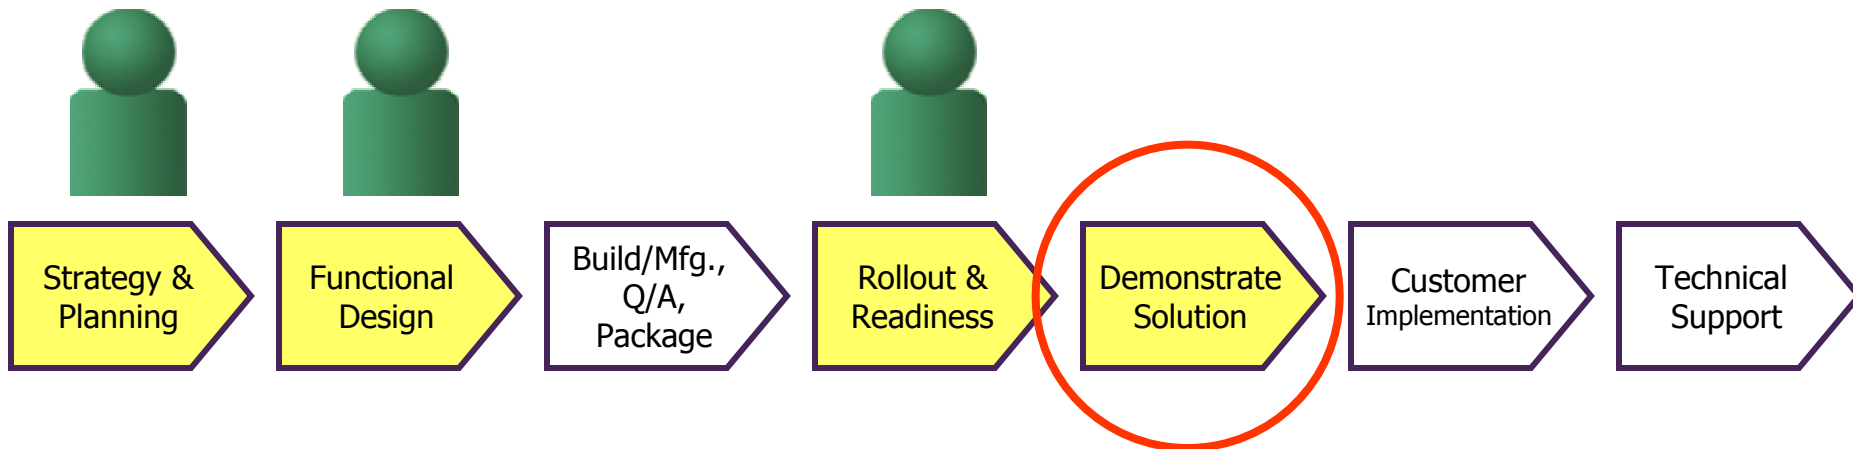 Strategy &
Planning
Functional
Design
Build/Mfg.,
Q/A,
Package
Rollout &
Readiness
Demonstrate
Solution
Customer
Implementation
Technical
Support